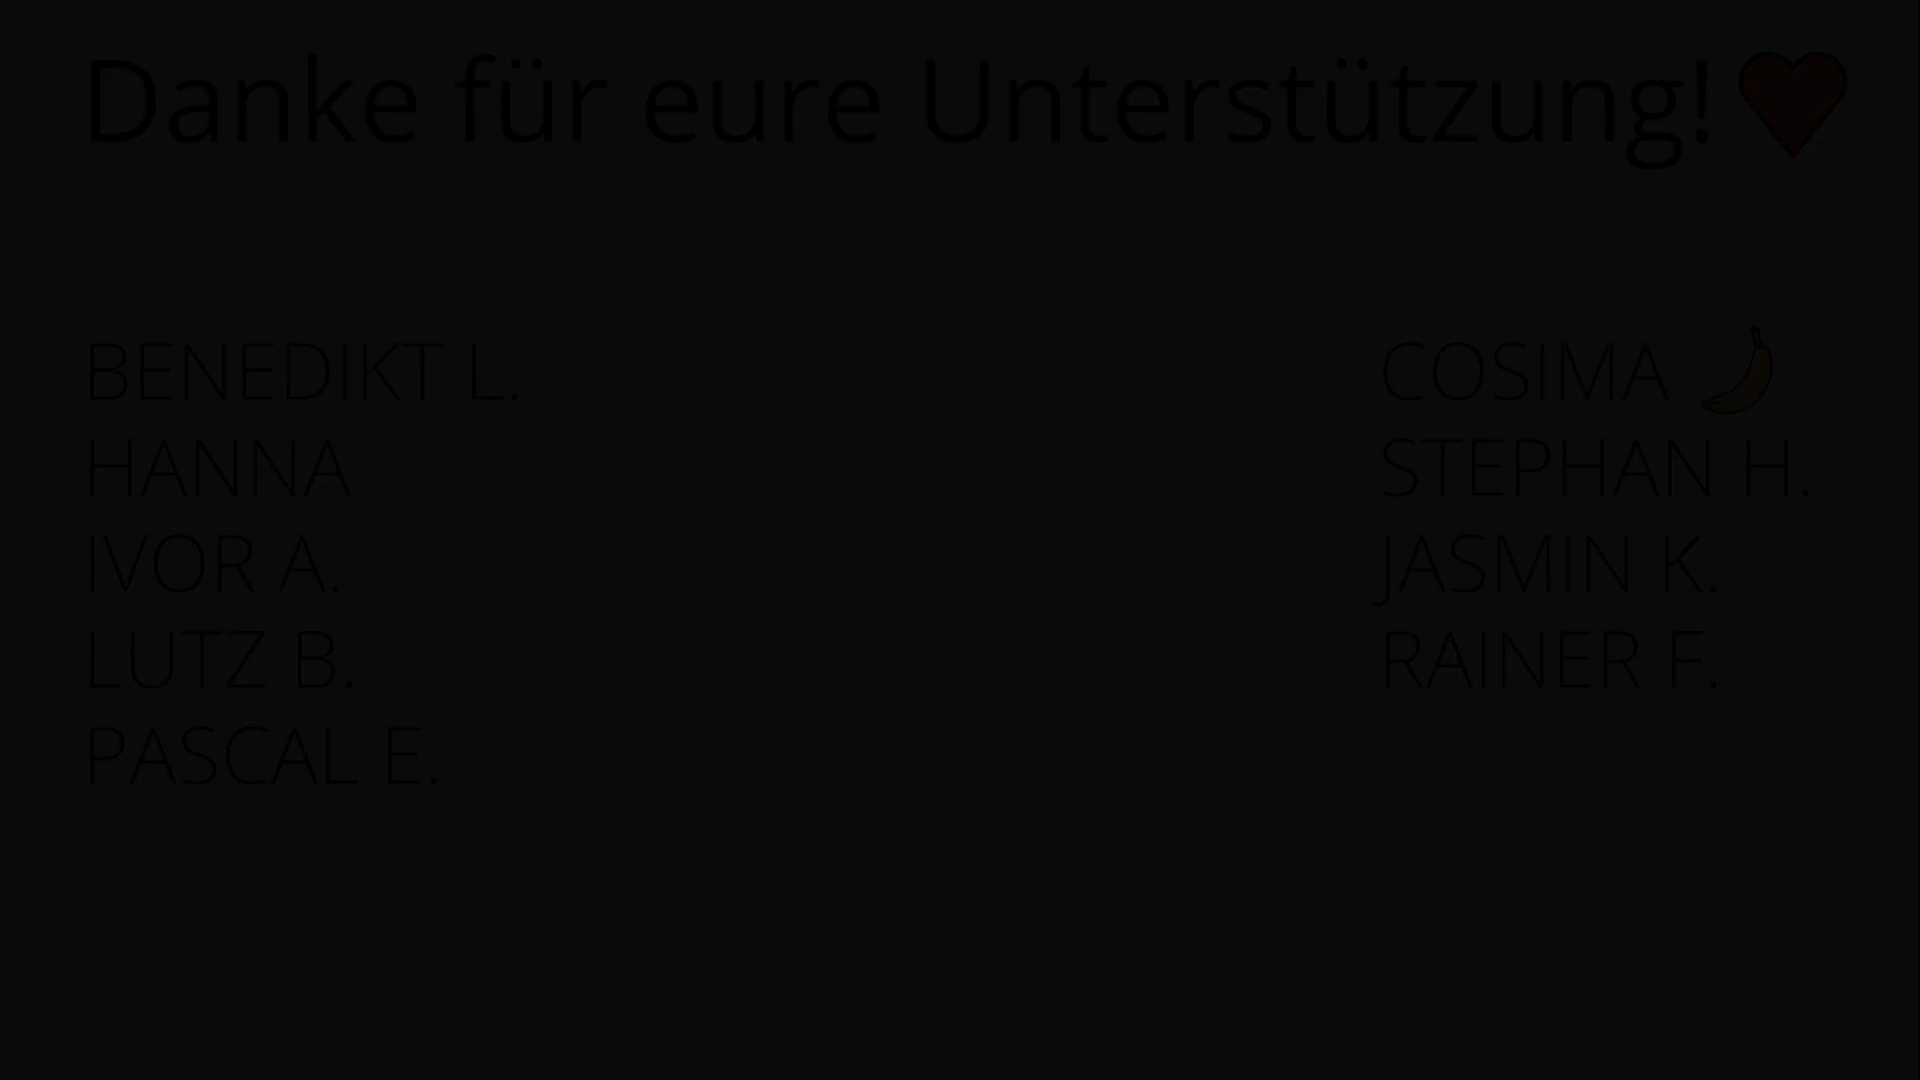 Danke für eure Unterstützung! ❤️
BENEDIKT L.
HANNA
IVOR A.
LUTZ B.
PASCAL E.
COSIMA 🍌
STEPHAN H.
JASMIN K.
RAINER F.